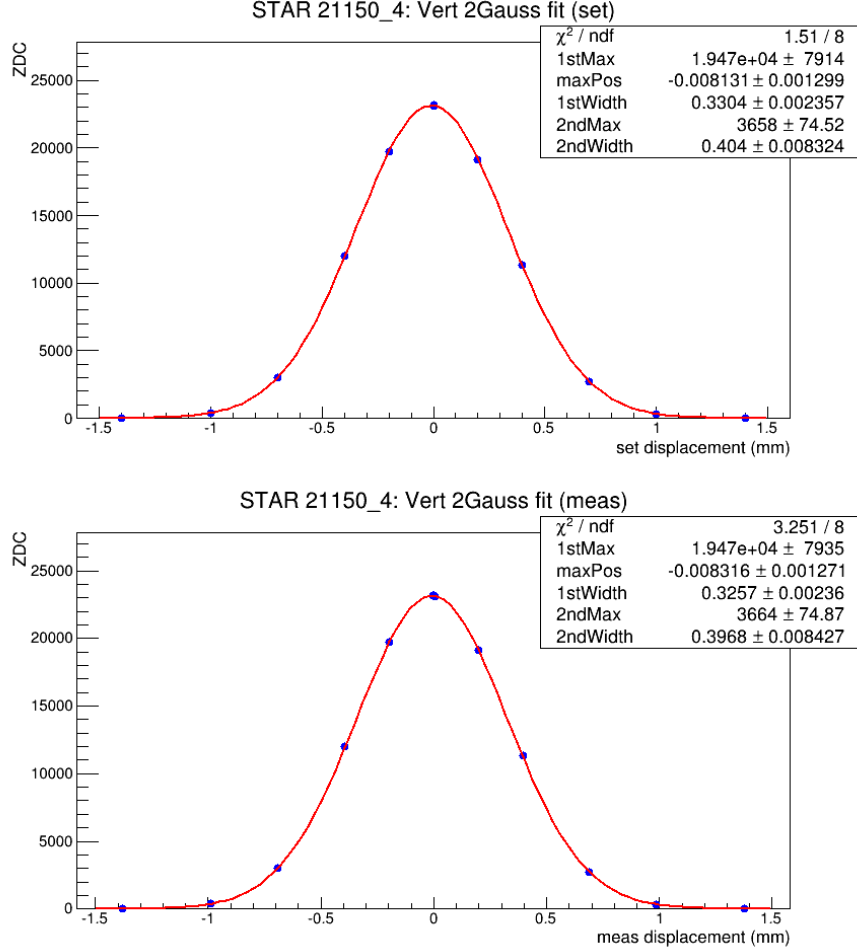 STAR 21150_4: Vert 2Gauss fit (set)
χ² / ndf 1.51 / 8
1stMax 1.947e+04 ± 7914
maxPos -0.008131 ± 0.001299
1stWidth 0.3304 ± 0.002357
2ndMax 3658 ± 74.52
2ndWidth 0.404 ± 0.008324
ZDC
25000
20000
15000
10000
5000
0
-1.5 -1 -0.5 0 0.5 1 1.5
set displacement (mm)
STAR 21150_4: Vert 2Gauss fit (meas)
χ² / ndf 3.251 / 8
1stMax 1.947e+04 ± 7935
maxPos -0.008316 ± 0.001271
1stWidth 0.3257 ± 0.00236
2ndMax 3664 ± 74.87
2ndWidth 0.3968 ± 0.008427
ZDC
25000
20000
15000
10000
5000
0
-1.5 -1 -0.5 0 0.5 1 1.5
meas displacement (mm)